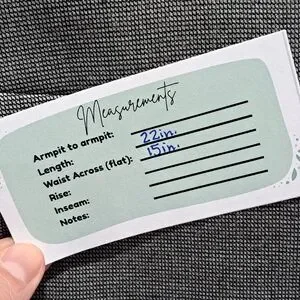 Measurements
Armpit to armpit:
Length: 22in.
Waist Across (flat): 15in.
Rise:
Inseam:
Notes: